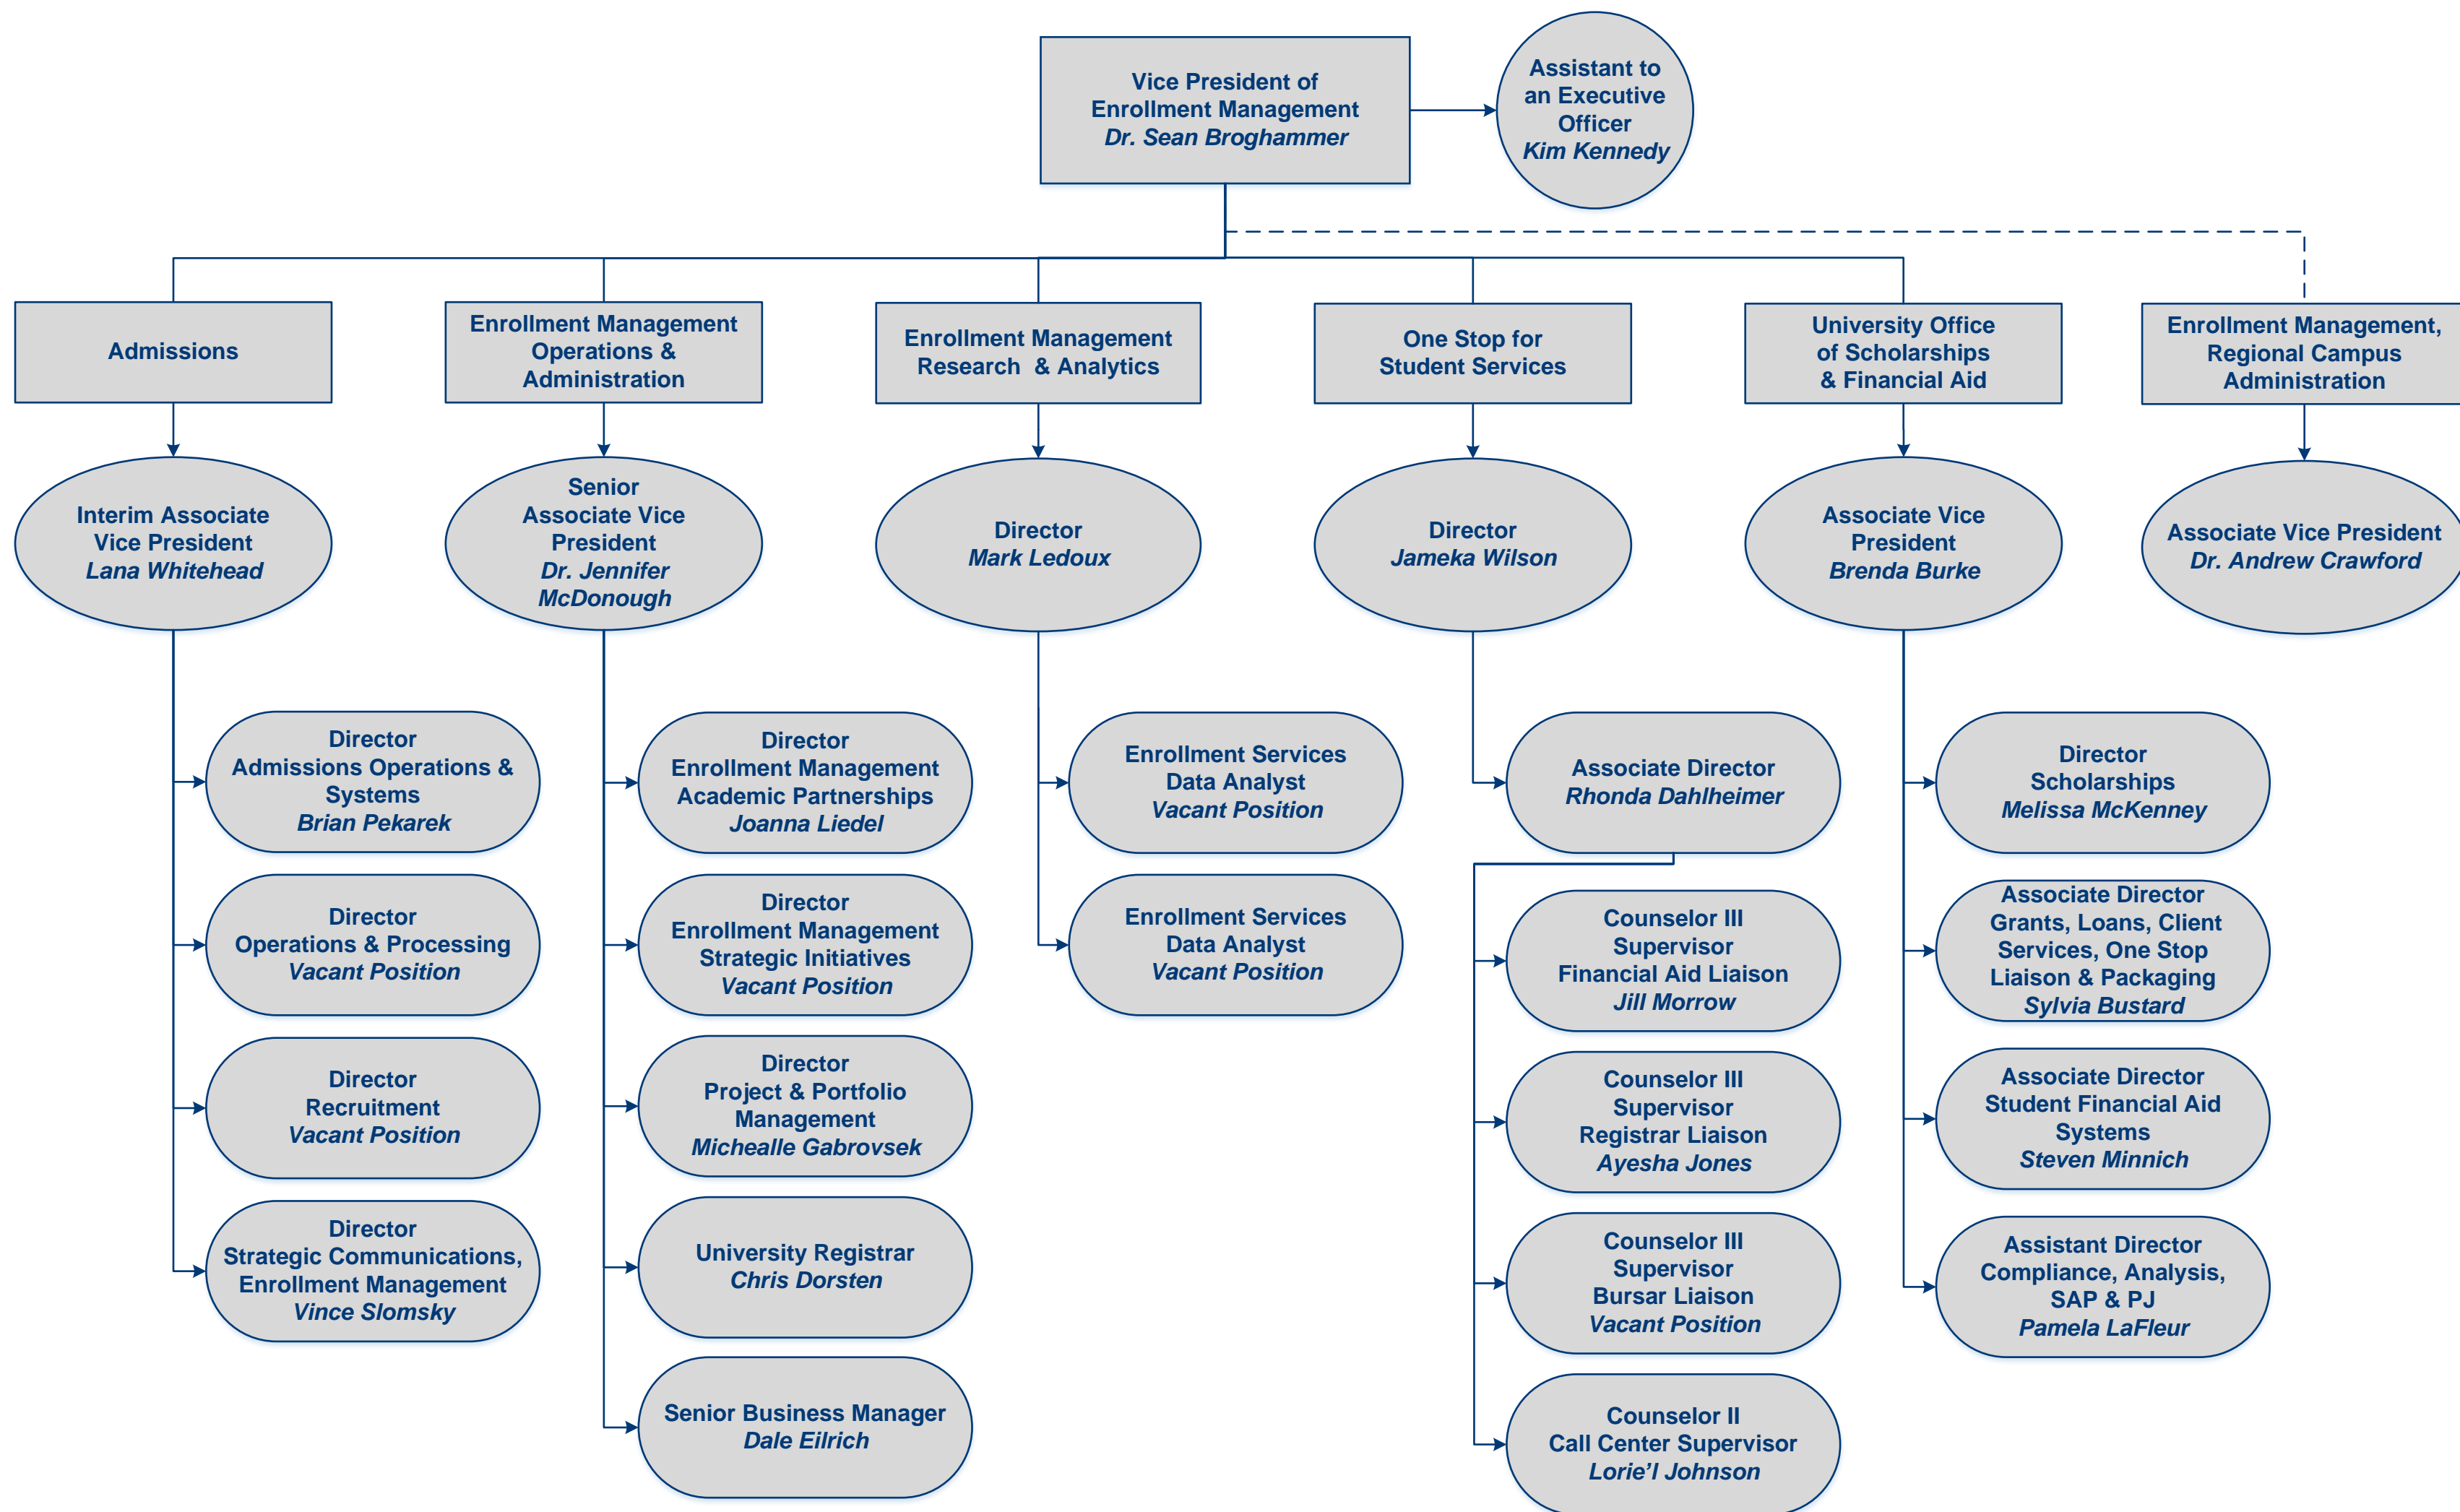 Vice President of
Enrollment Management
Dr. Sean Broghammer
Assistant to
an Executive
Officer
Kim Kennedy
Admissions
Enrollment Management
Operations &
Administration
Enrollment Management
Research & Analytics
One Stop for
Student Services
University Office
of Scholarships
& Financial Aid
Enrollment Management,
Regional Campus
Administration
Interim Associate
Vice President
Lana Whitehead
Senior
Associate Vice
President
Dr. Jennifer
McDonough
Director
Mark Ledoux
Director
Jameka Wilson
Associate Vice
President
Brenda Burke
Associate Vice President
Dr. Andrew Crawford
Director
Admissions Operations &
Systems
Brian Pekarek
Director
Operations & Processing
Vacant Position
Director
Recruitment
Vacant Position
Director
Strategic Communications,
Enrollment Management
Vince Slomsky
Director
Enrollment Management
Academic Partnerships
Joanna Liedel
Director
Enrollment Management
Strategic Initiatives
Vacant Position
Director
Project & Portfolio
Management
Michealle Gabrovsek
University Registrar
Chris Dorsten
Senior Business Manager
Dale Eilrich
Enrollment Services
Data Analyst
Vacant Position
Enrollment Services
Data Analyst
Vacant Position
Associate Director
Rhonda Dahlheimer
Counselor III
Supervisor
Financial Aid Liaison
Jill Morrow
Counselor III
Supervisor
Registrar Liaison
Ayesha Jones
Counselor III
Supervisor
Bursar Liaison
Vacant Position
Counselor II
Call Center Supervisor
Lorie’l Johnson
Director
Scholarships
Melissa McKenney
Associate Director
Grants, Loans, Client
Services, One Stop
Liaison & Packaging
Sylvia Bustard
Associate Director
Student Financial Aid
Systems
Steven Minnich
Assistant Director
Compliance, Analysis,
SAP & PJ
Pamela LaFleur